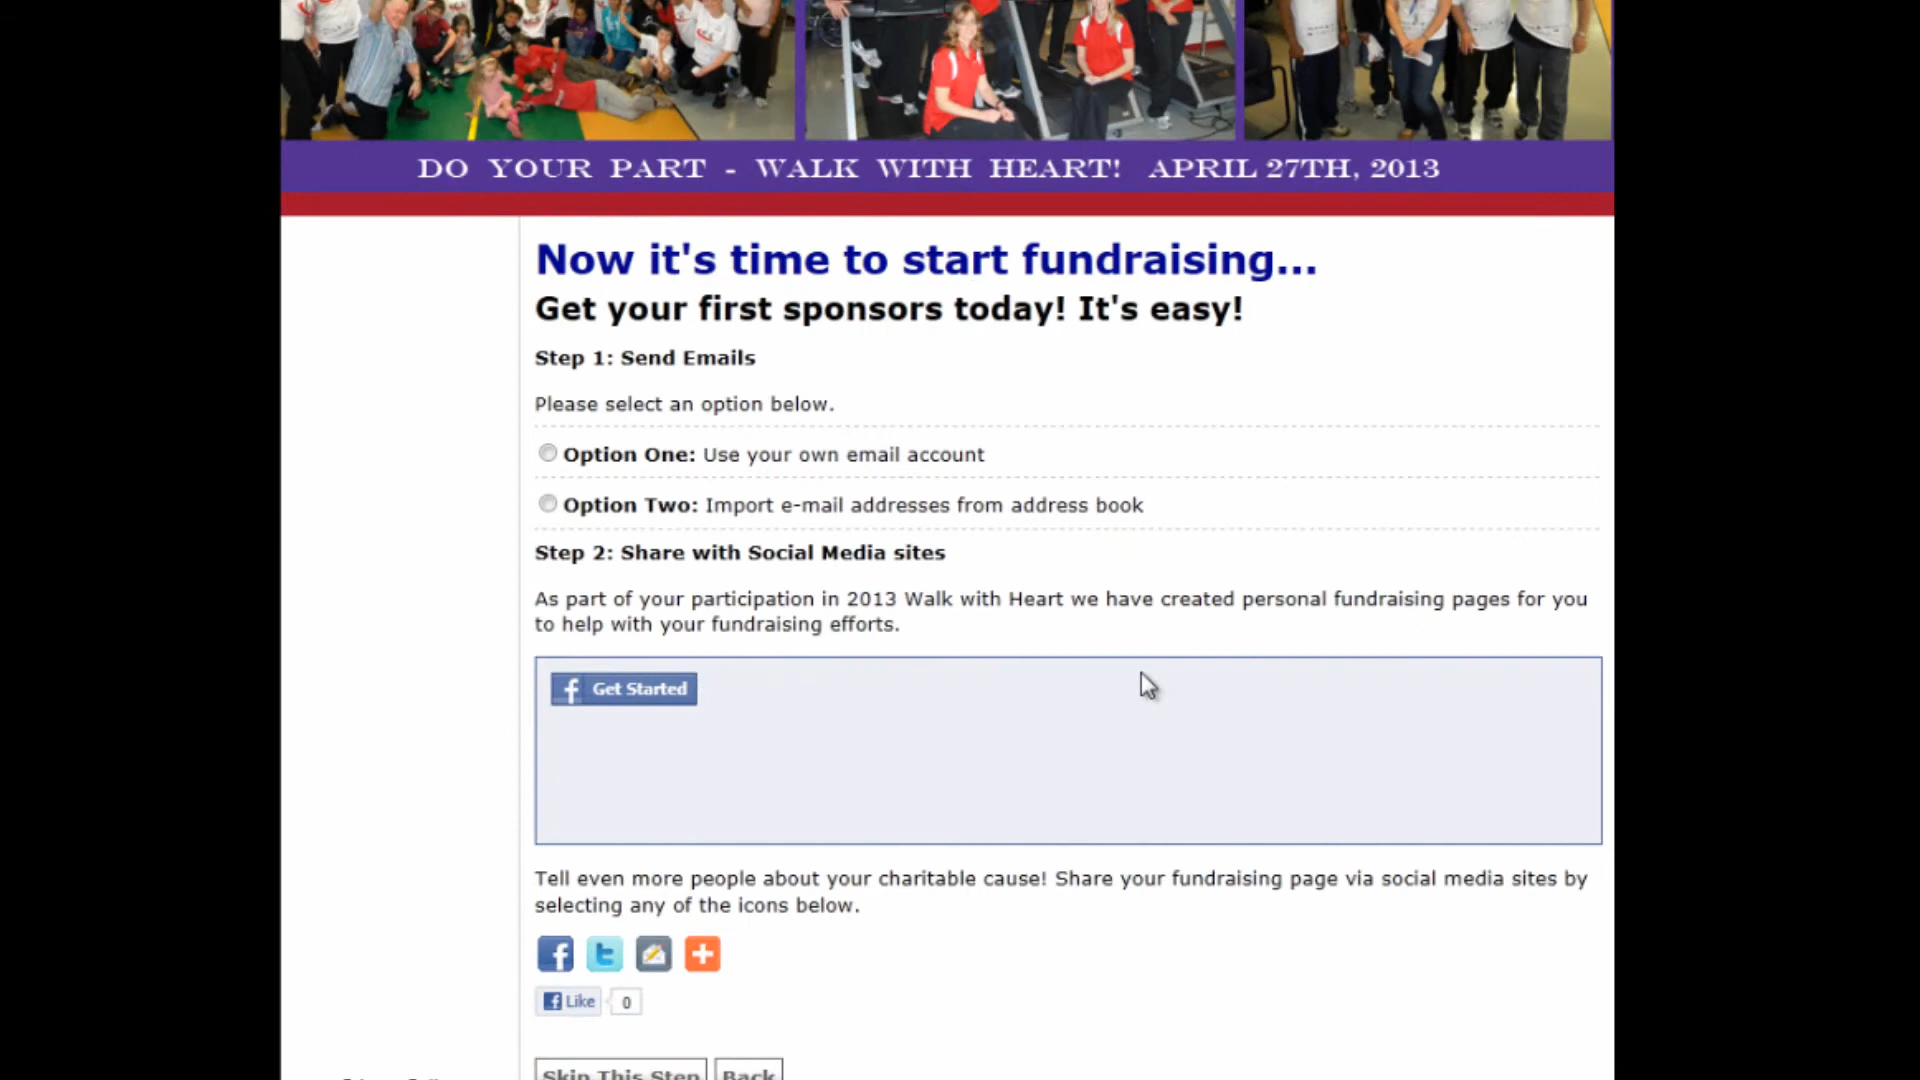 DO YOUR PART - WALK WITH HEART! APRIL 27TH, 2013
Now it's time to start fundraising...
Get your first sponsors today! It's easy!
Step 1: Send Emails
Please select an option below.
Option One: Use your own email account
Option Two: Import e-mail addresses from address book
Step 2: Share with Social Media sites
As part of your participation in 2013 Walk with Heart we have created personal fundraising pages for you
to help with your fundraising efforts.
f Get Started
Tell even more people about your charitable cause! Share your fundraising page via social media sites by
selecting any of the icons below.
f t
f Like 0
Skip This Step Back